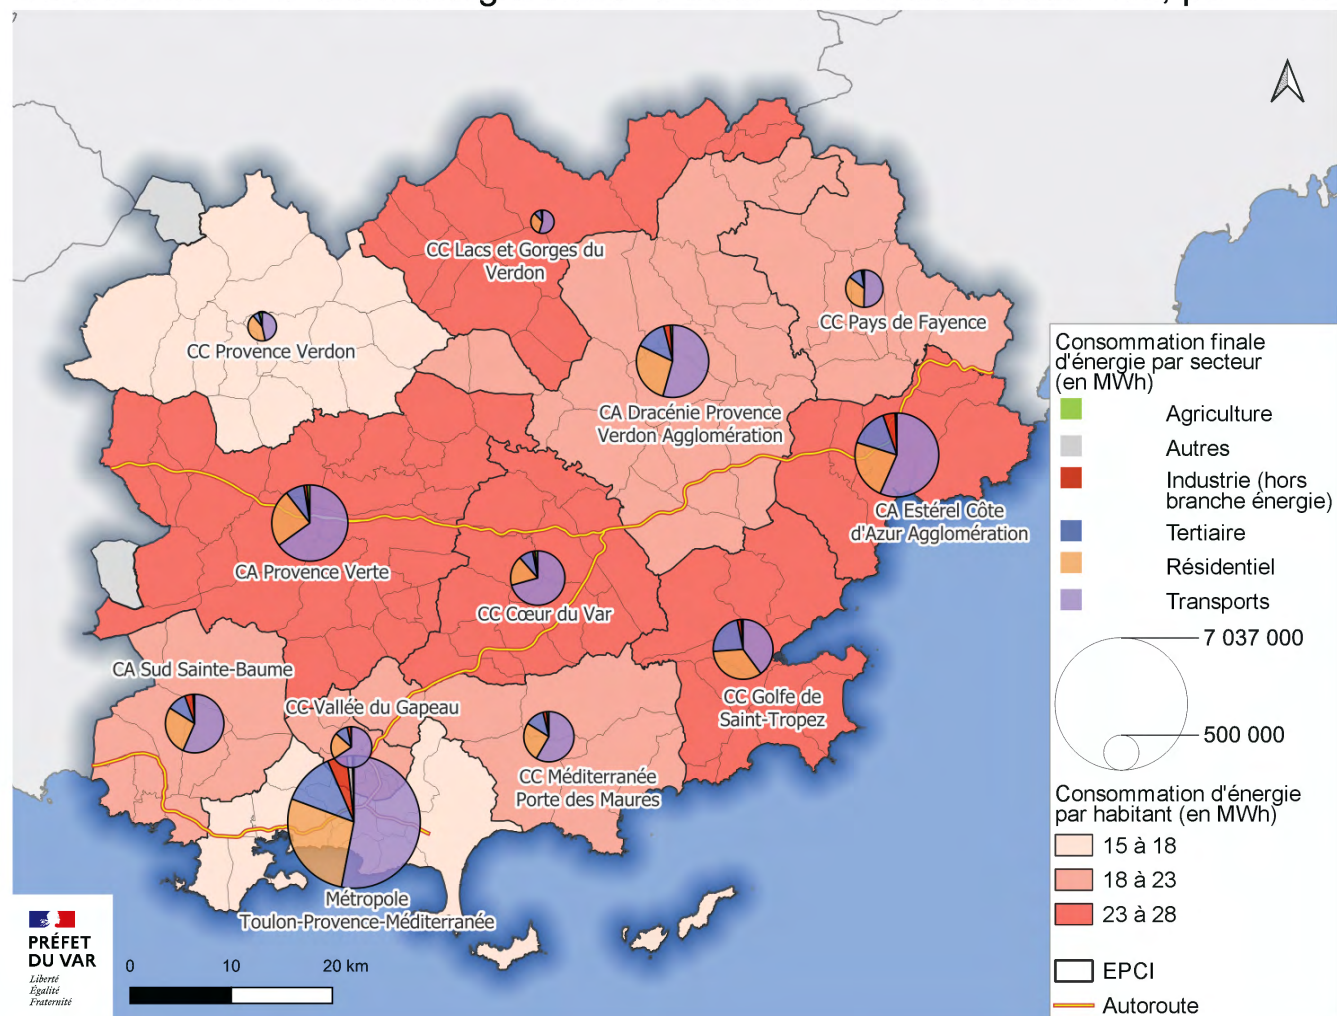 CC Lacs et Gorges du
Verdon
CC Pays de Fayence
CC Provence Verdon
CA Dracénie Provence
Verdon Agglomération
CA Estérel Côte
d'Azur Agglomération
CA Provence Verte
CC Cœur du Var
CA Sud Sainte-Baume
CC Vallée du Gapeau
CC Golfe de
Saint-Tropez
CC Méditerranée
Porte des Maures
Métropole
Toulon-Provence-Méditerranée
Consommation finale
d'énergie par secteur
(en MWh)
Agriculture
Autres
Industrie (hors
branche énergie)
Tertiaire
Résidentiel
Transports
7 037 000
500 000
Consommation d'énergie
par habitant (en MWh)
15 à 18
18 à 23
23 à 28
EPCI
Autoroute
PRÉFET
DU VAR
Liberté
Égalité
Fraternité
0 10 20 km